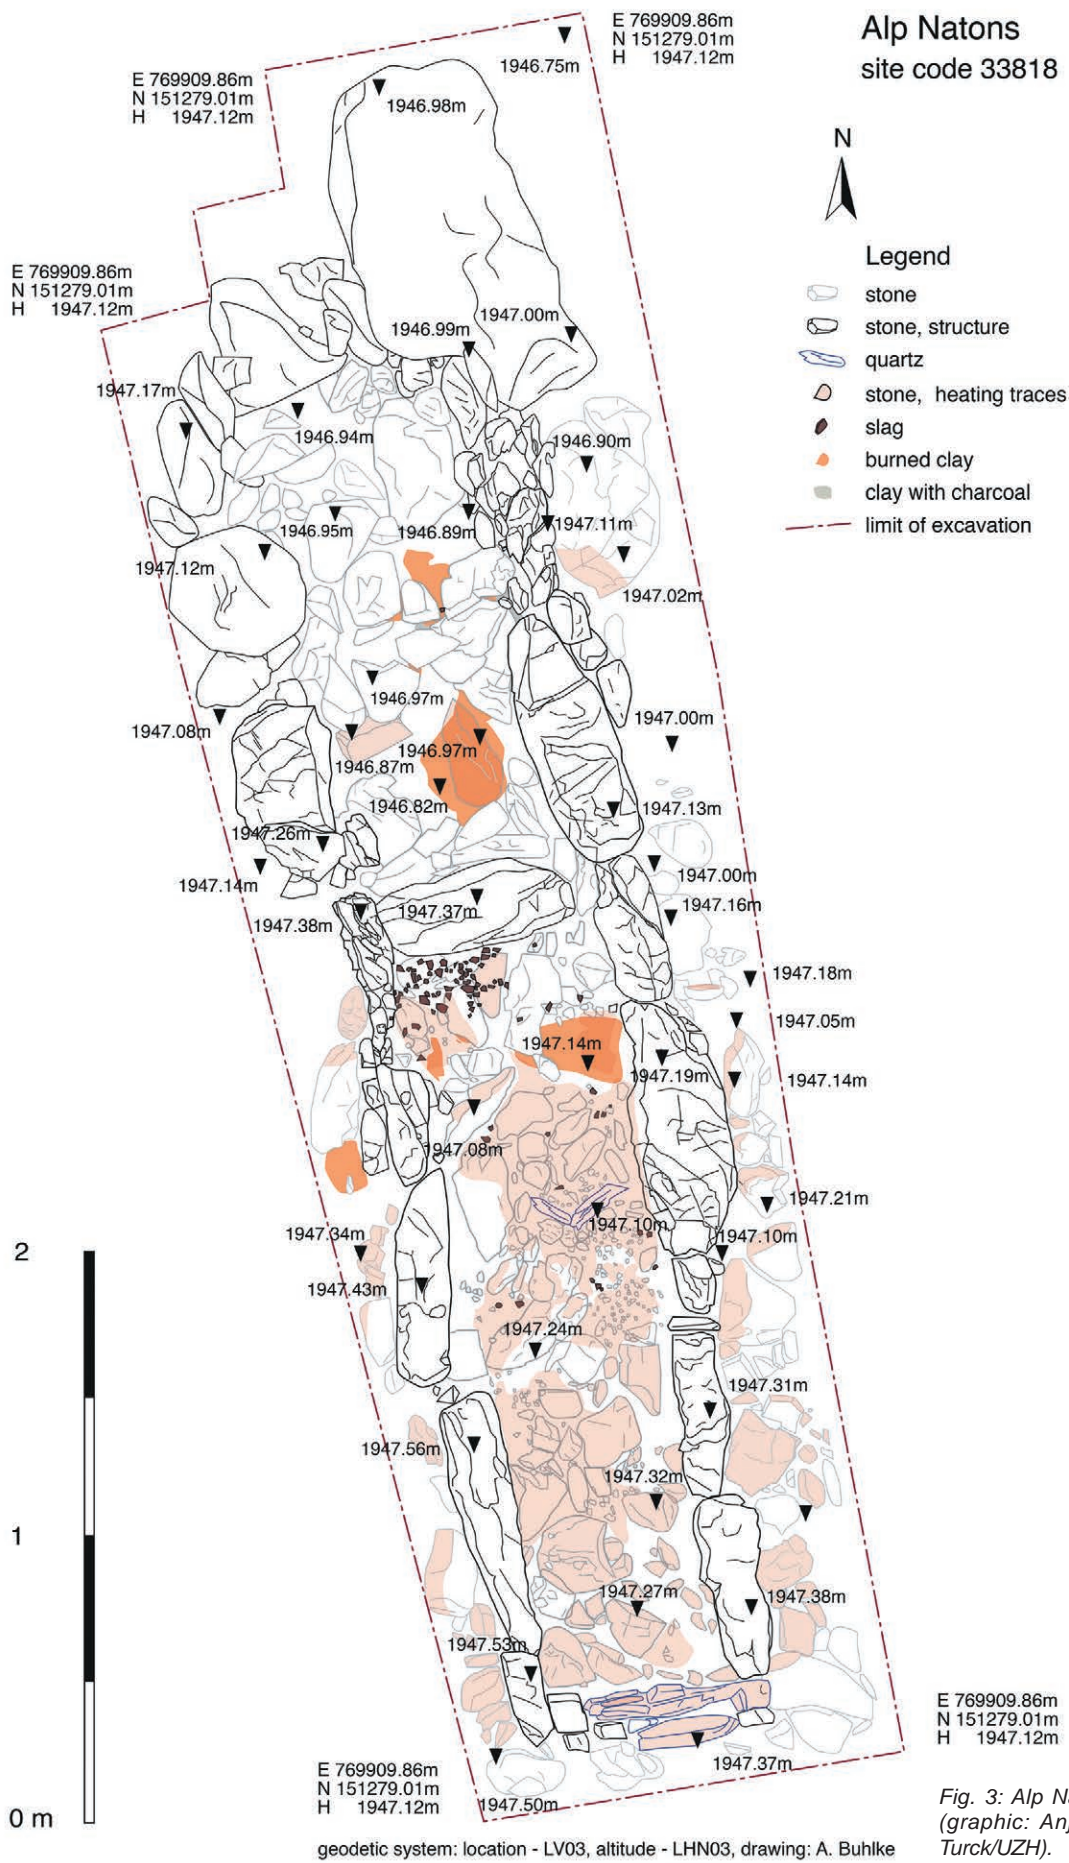 Alp Natons
site code 33818
E 769909.86m
N 151279.01m
H 1947.12m
1946.75m
E 769909.86m
N 151279.01m
H 1947.12m
1946.98m
N
Legend
stone
stone, structure
quartz
stone, heating traces
slag
burned clay
clay with charcoal
limit of excavation
E 769909.86m
N 151279.01m
H 1947.12m
1946.99m
1947.00m
1947.17m
1946.94m
1946.90m
1946.95m
1946.89m
1947.11m
1947.12m
1947.02m
1946.97m
1947.08m
1947.00m
1946.87m
1946.97m
1946.82m
1947.13m
1947.26m
1947.14m
1947.00m
1947.16m
1947.38m
1947.37m
1947.18m
1947.05m
1947.14m
1947.19m
1947.14m
1947.08m
1947.21m
1947.10m
1947.10m
1947.34m
1947.43m
2
1947.24m
1947.31m
1947.56m
1947.32m
1
1947.27m
1947.38m
1947.53m
E 769909.86m
N 151279.01m
H 1947.12m
1947.37m
E 769909.86m
N 151279.01m
H 1947.12m
1947.50m
0 m
geodetic system: location - LV03, altitude - LHN03, drawing: A. Buhlke
Fig. 3: Alp Na
(graphic: Anj
Turck/UZH).